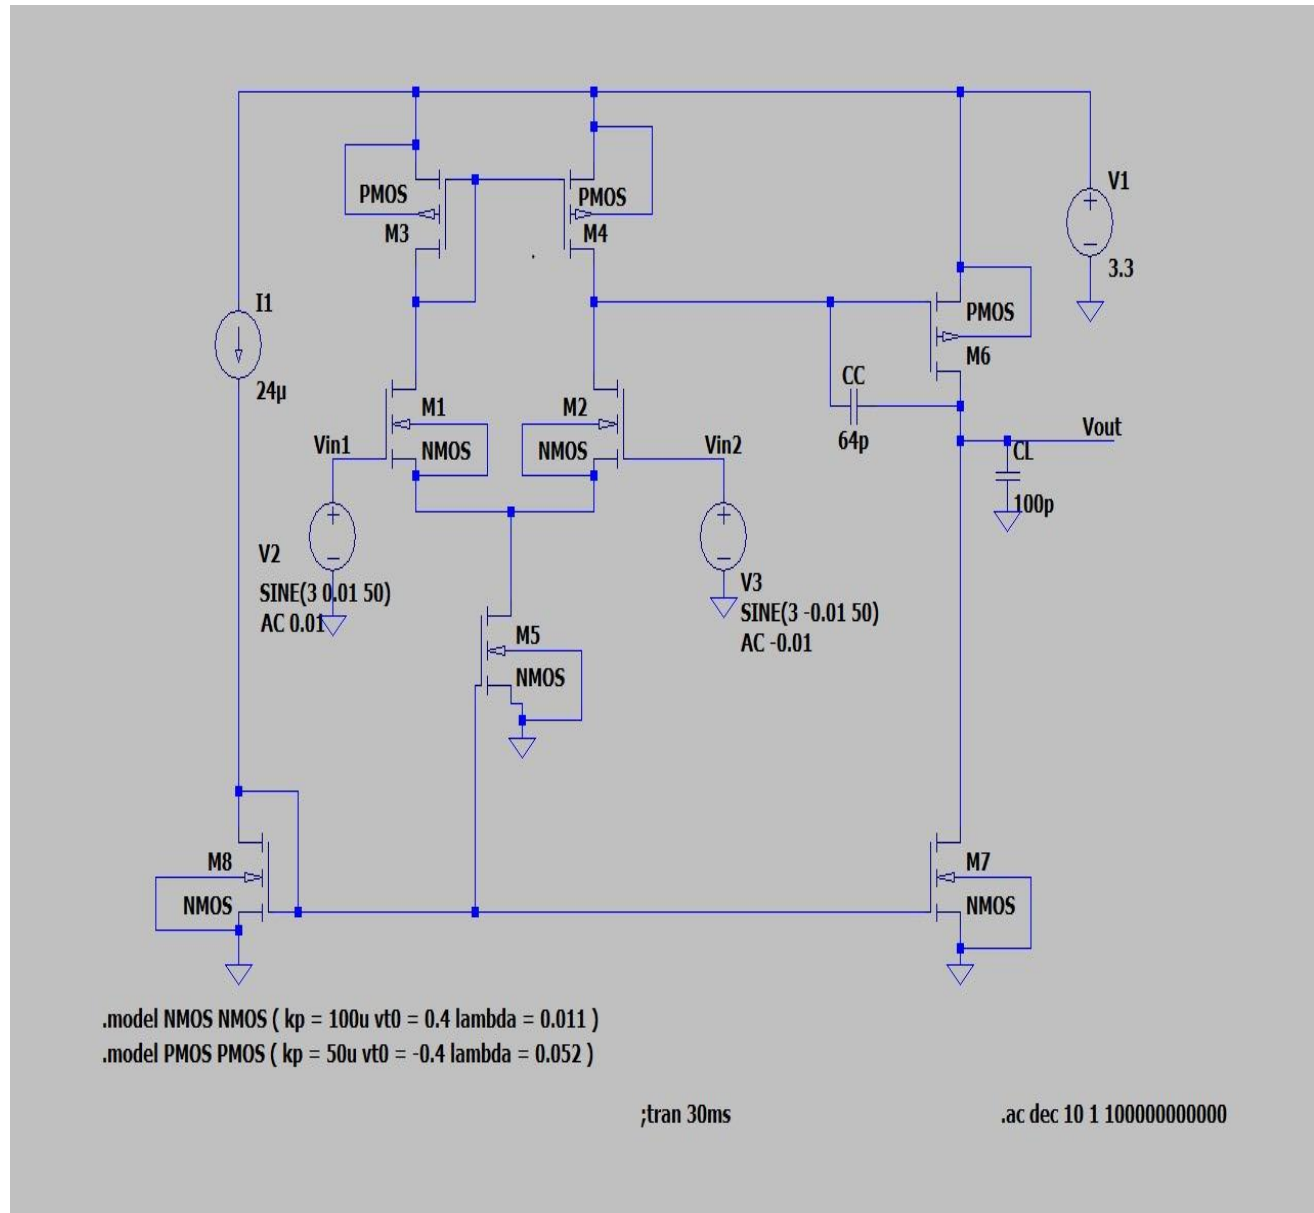 V1
PMOS
PMOS
M3
M4
3.3
I1
PMOS
M6
24µ
CC
M1
M2
Vout
Vin1
NMOS
NMOS
Vin2
64p
CL
100p
V2
V3
SINE(3 0.01 50)
SINE(3 -0.01 50)
AC 0.01
M5
AC -0.01
NMOS
M8
M7
NMOS
NMOS
.model NMOS NMOS ( kp = 100u vt0 = 0.4 lambda = 0.011 )
.model PMOS PMOS ( kp = 50u vt0 = -0.4 lambda = 0.052 )
;tran 30ms
.ac dec 10 1 100000000000